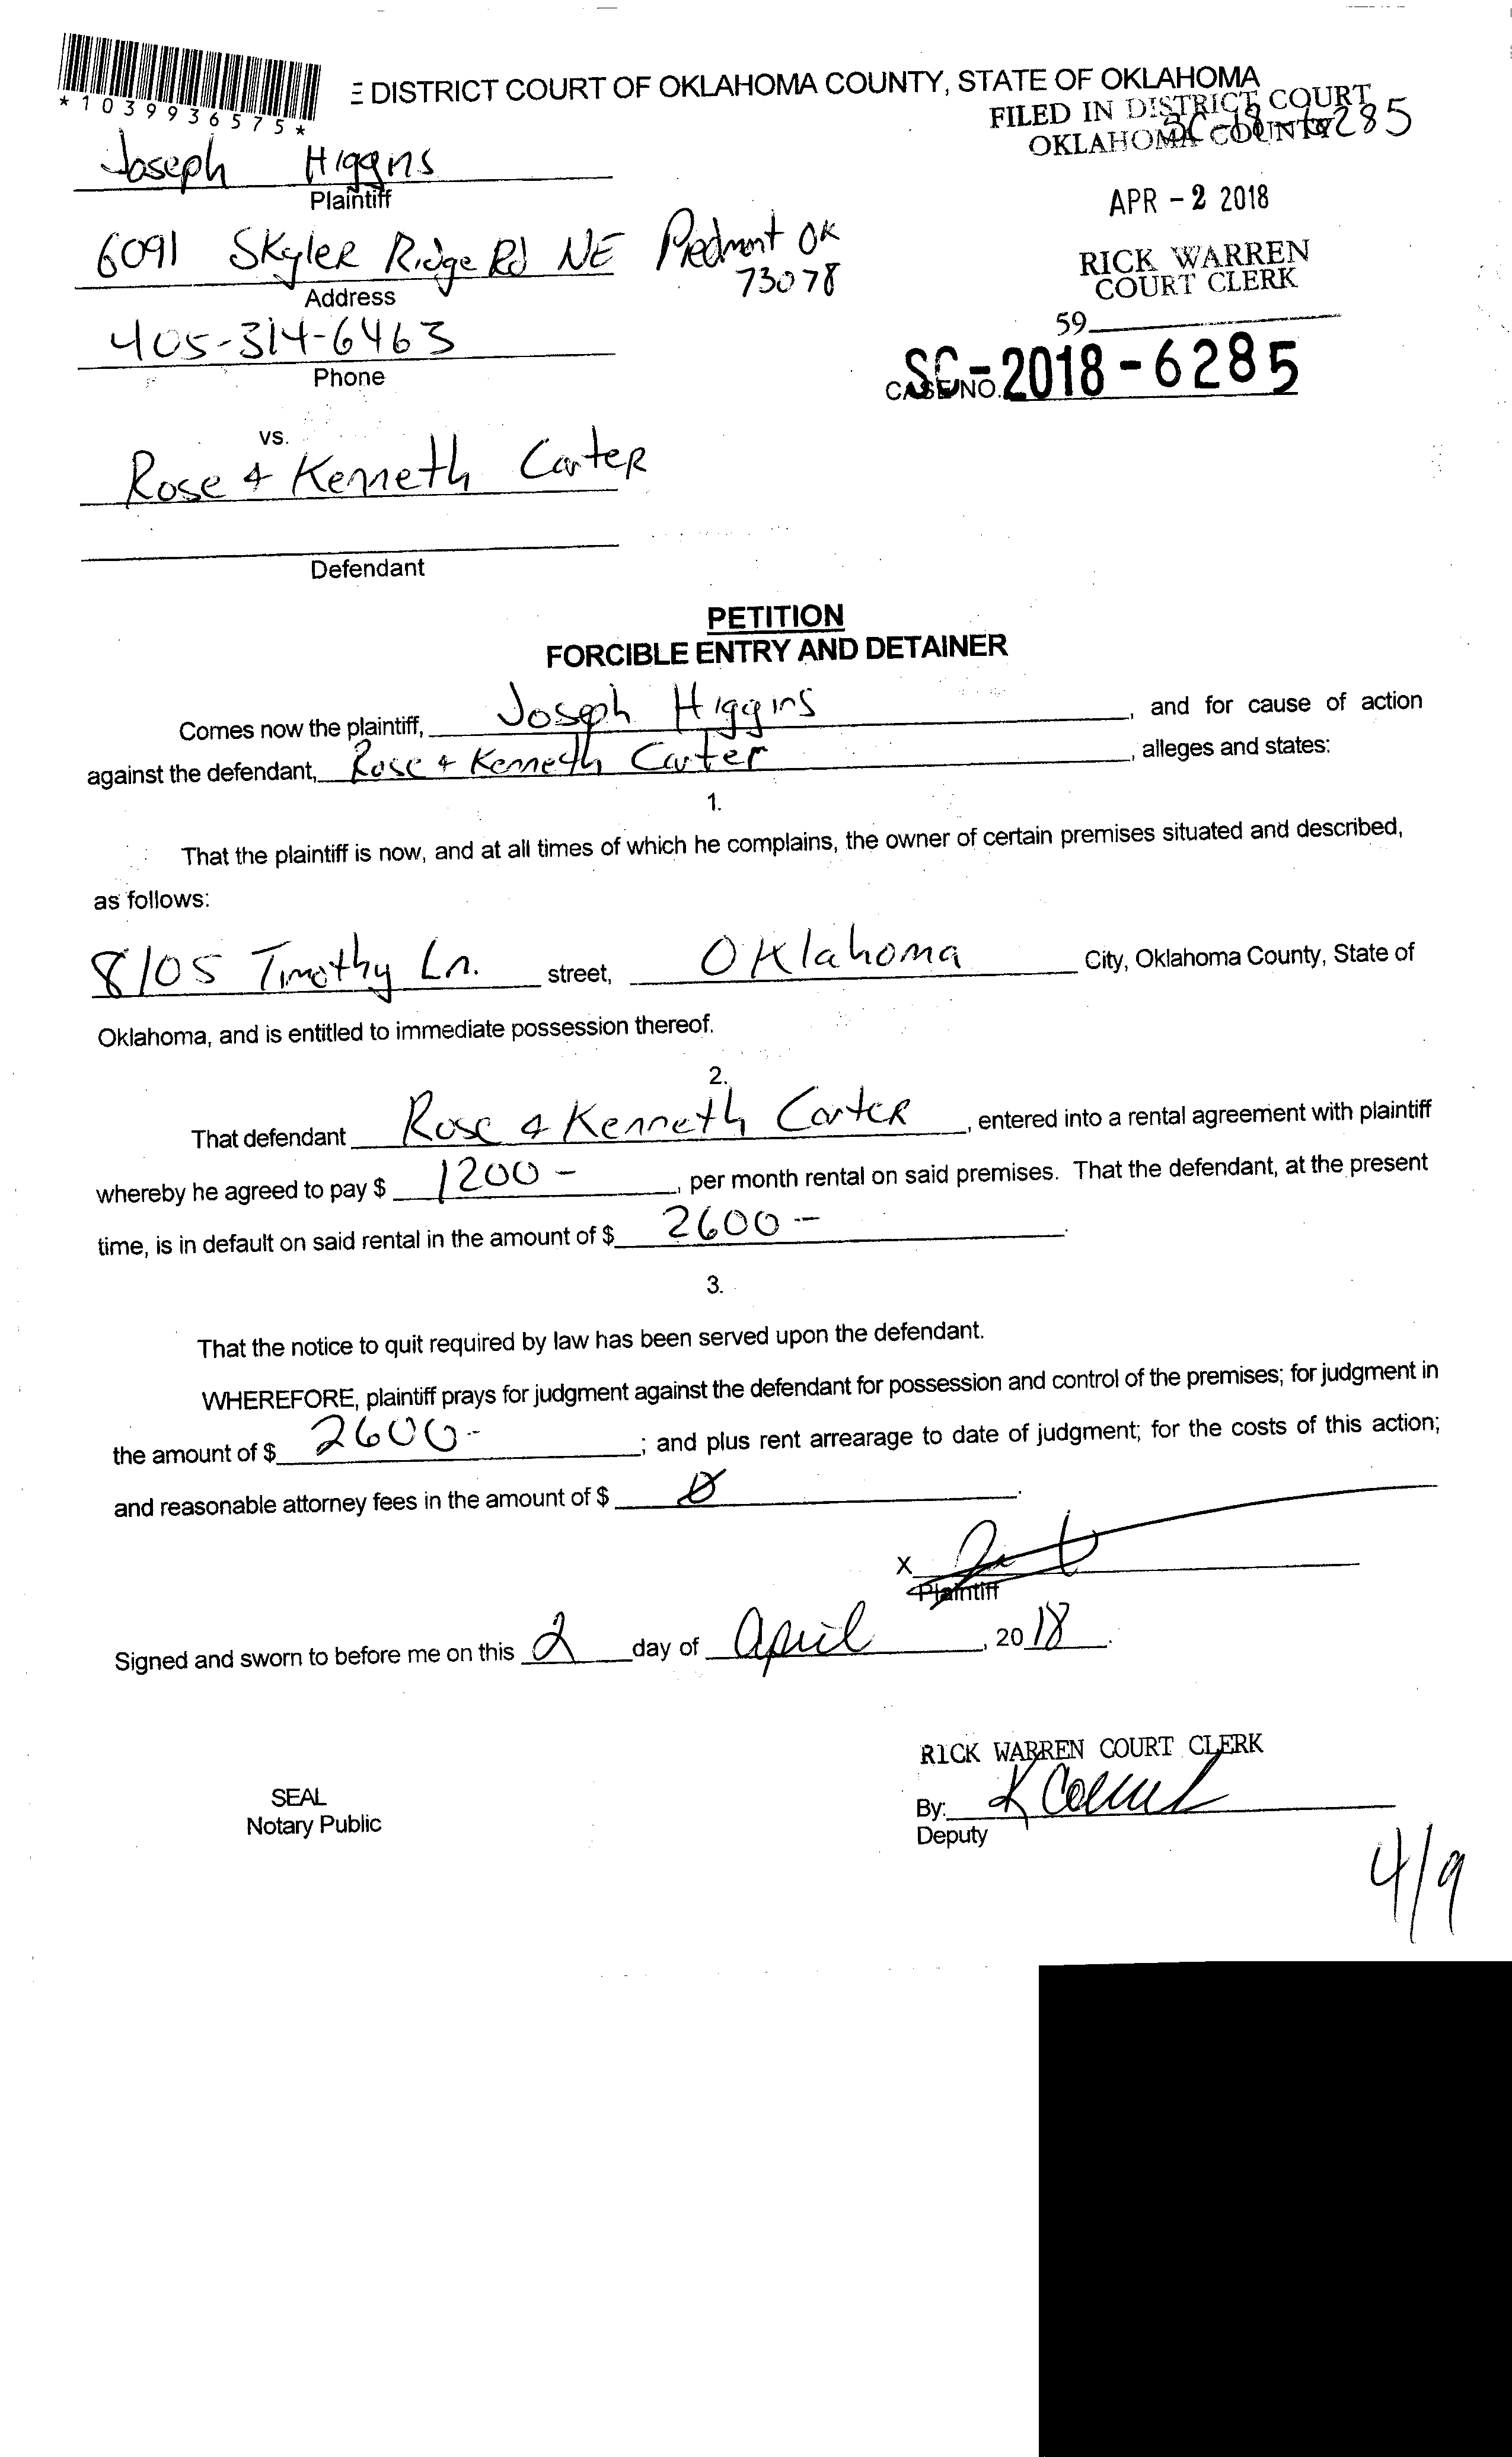 *1039936575*
E DISTRICT COURT OF OKLAHOMA COUNTY, STATE OF OKLAHOMA
FILED IN DISTRICT COURT
OKLAHOMA COUNTY
SC-18-6285
Joseph Higgins
Plaintiff
APR - 2 2018
6091 Skyler Ridge Rd NE Piedmont OK
73078
Address
RICK WARREN
COURT CLERK
59
405-314-6463
Phone
CASE NO. SC-2018-6285
vs.
Rose & Kenneth Carter
Defendant
PETITION
FORCIBLE ENTRY AND DETAINER
Comes now the plaintiff, Joseph Higgins, and for cause of action
against the defendant, Rose & Kenneth Carter, alleges and states:
1.
That the plaintiff is now, and at all times of which he complains, the owner of certain premises situated and described,
as follows:
8105 Timothy Ln. street, Oklahoma City, Oklahoma County, State of
Oklahoma, and is entitled to immediate possession thereof.
2.
That defendant Rose & Kenneth Carter, entered into a rental agreement with plaintiff
whereby he agreed to pay $ 1200 -, per month rental on said premises. That the defendant, at the present
time, is in default on said rental in the amount of $ 2600 -.
3.
That the notice to quit required by law has been served upon the defendant.
WHEREFORE, plaintiff prays for judgment against the defendant for possession and control of the premises; for judgment in
the amount of $ 2600-; and plus rent arrearage to date of judgment; for the costs of this action;
and reasonable attorney fees in the amount of $ 0.
X
Plaintiff
Signed and sworn to before me on this 2 day of April, 2018.
RICK WARREN COURT CLERK
SEAL
Notary Public
By:
Deputy
4/9